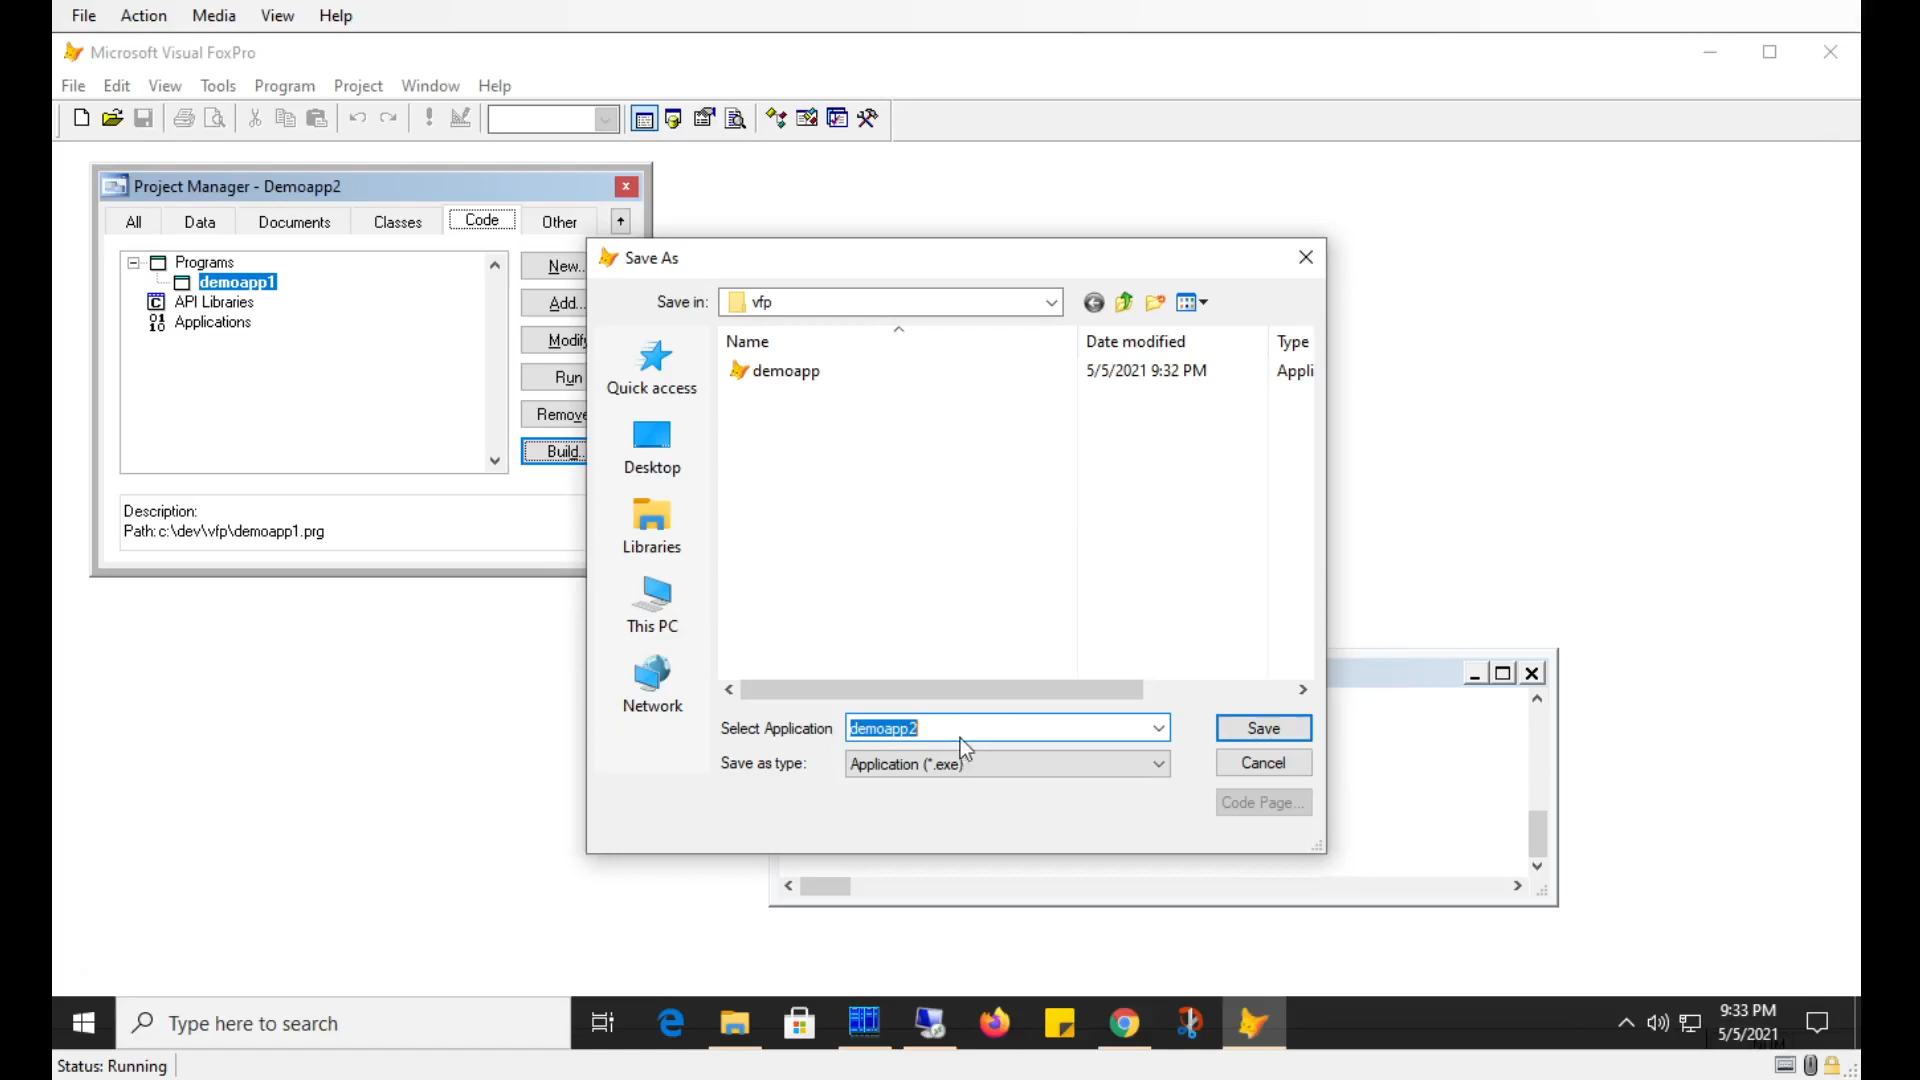 File Action Media View Help
Microsoft Visual FoxPro
File Edit View Tools Program Project Window Help
Project Manager - Demoapp2
All Data Documents Classes Code Other
Programs
demoapp1
API Libraries
Applications
New..
Add..
Modify
Run
Remove
Build..
Description:
Path: c:\dev\vfp\demoapp1.prg
Save As
Save in: vfp
Name Date modified Type
demoapp 5/5/2021 9:32 PM Appli
Quick access
Desktop
Libraries
This PC
Network
Select Application demoapp2 Save
Save as type: Application (*.exe) Cancel
Code Page...
Type here to search
9:33 PM
5/5/2021
Status: Running